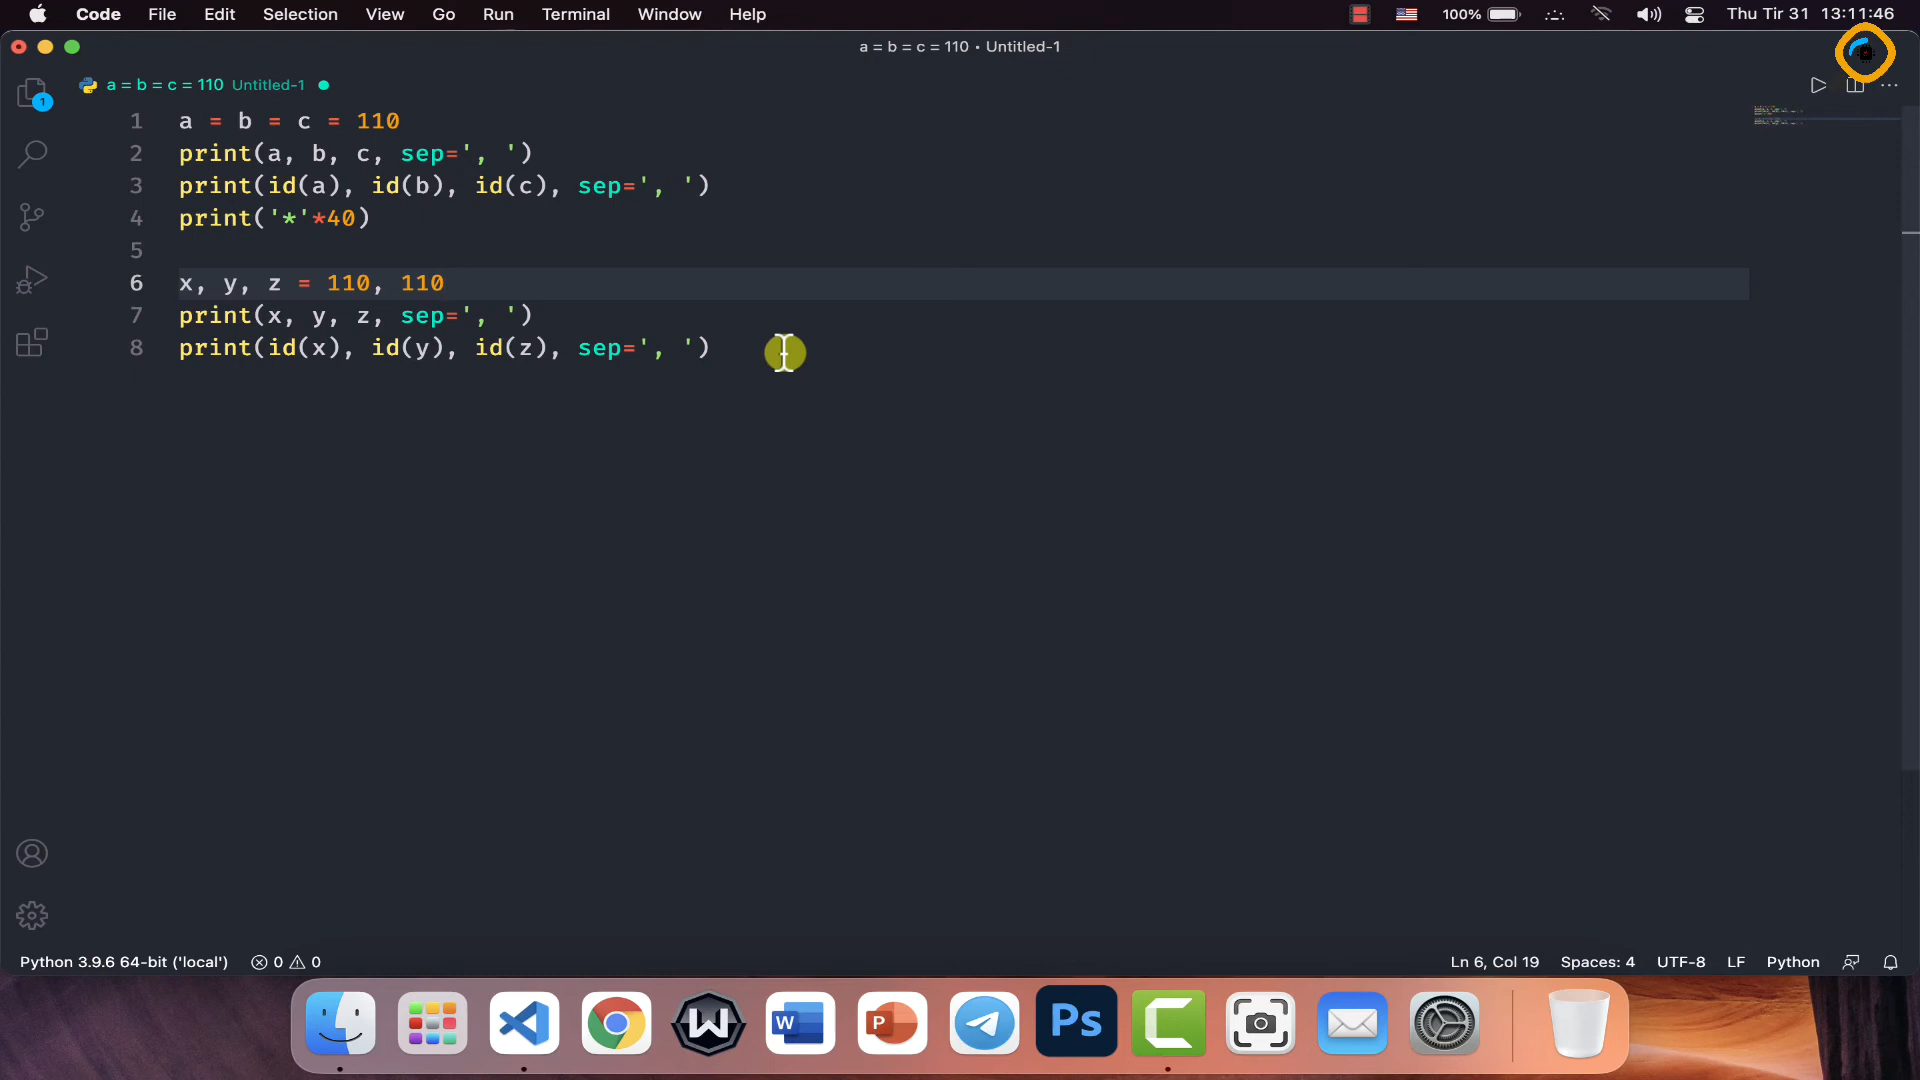 Code File Edit Selection View Go Run Terminal Window Help 100% Thu Tir 31 13:11:46
a = b = c = 110 • Untitled-1
a = b = c = 110 Untitled-1
1 a = b = c = 110
2 print(a, b, c, sep=', ')
3 print(id(a), id(b), id(c), sep=', ')
4 print('*'*40)
5
6 x, y, z = 110, 110
7 print(x, y, z, sep=', ')
8 print(id(x), id(y), id(z), sep=', ')
1
Python 3.9.6 64-bit ('local') 0 0 Ln 6, Col 19 Spaces: 4 UTF-8 LF Python
W W P Ps